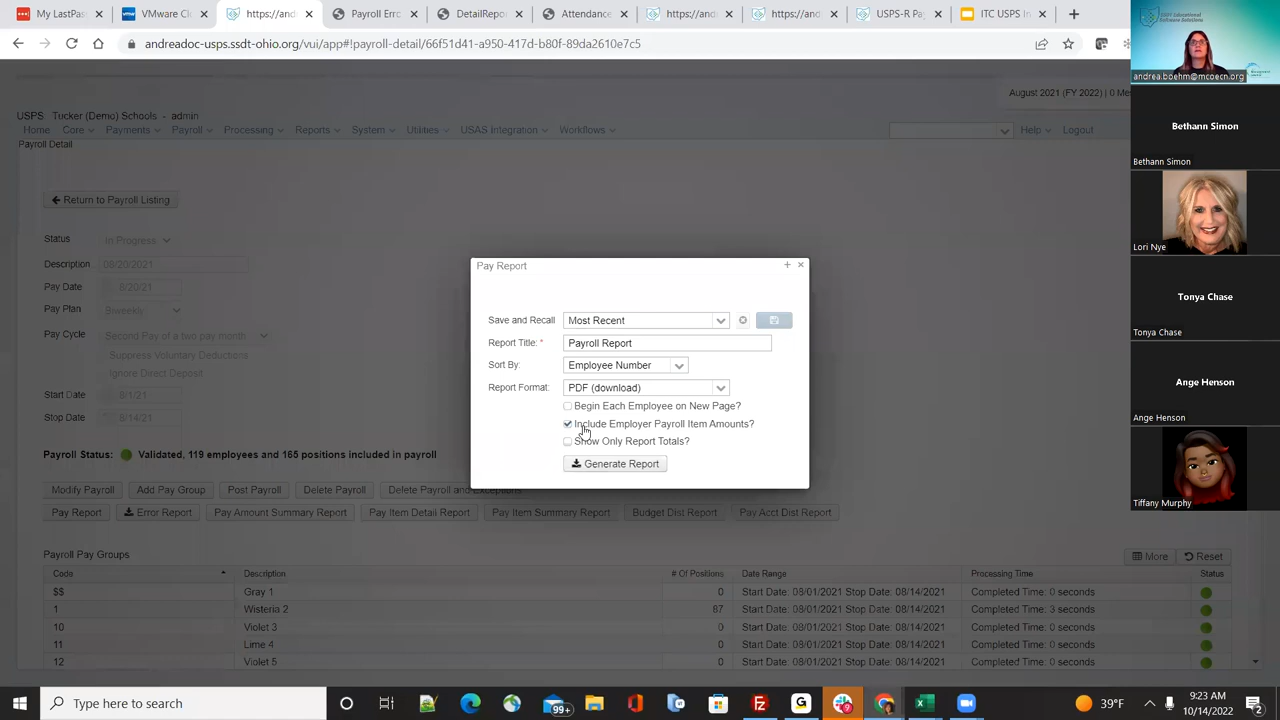 My LastPas
VMware Ci
https://and
Payroll Erro
DetailRepo
Attendance
https://and
https://and
USPS-R Re
ITC USPS In
andreadoc-usps.ssdt-ohio.org/vui/app#!payroll-detail/66f51d41-a92f-417d-b80f-89da2610e7c5
andrea.boehm@mcoecn.org
August 2021 (FY 2022) | 0 Me
USPS Tucker (Demo) Schools - admin
Home Core Payments Payroll Processing Reports System Utilities USAS Integration Workflows Help Logout
Payroll Detail
Return to Payroll Listing
Status In Progress
Description 09/20/2021
Pay Date 8/20/21
Pay Plan Biweekly
Pay Cycle Second Pay of a two pay month
Suppress Voluntary Deductions
Ignore Direct Deposit
Start Date 8/1/21
Stop Date 8/14/21
Payroll Status: Validated, 119 employees and 165 positions included in payroll
Modify Payroll Add Pay Group Post Payroll Delete Payroll Delete Payroll and Exceptions
Pay Report Error Report Pay Amount Summary Report Pay Item Detail Report Pay Item Summary Report Budget Dist Report Pay Acct Dist Report
Pay Report
Save and Recall Most Recent
Report Title: * Payroll Report
Sort By: Employee Number
Report Format: PDF (download)
Begin Each Employee on New Page?
Include Employer Payroll Item Amounts?
Show Only Report Totals?
Generate Report
Payroll Pay Groups More Reset
Code Description # Of Positions Date Range Processing Time Status
$$ Gray 1 0 Start Date: 08/01/2021 Stop Date: 08/14/2021 Completed Time: 0 seconds
1 Wisteria 2 87 Start Date: 08/01/2021 Stop Date: 08/14/2021 Completed Time: 3 seconds
10 Violet 3 0 Start Date: 08/01/2021 Stop Date: 08/14/2021 Completed Time: 0 seconds
11 Lime 4 0 Start Date: 08/01/2021 Stop Date: 08/14/2021 Completed Time: 0 seconds
12 Violet 5 0 Start Date: 08/01/2021 Stop Date: 08/14/2021 Completed Time: 0 seconds
Bethann Simon
Bethann Simon
Lori Nye
Tonya Chase
Tonya Chase
Ange Henson
Ange Henson
Tiffany Murphy
Type here to search
99+
39°F
9:23 AM
10/14/2022
2